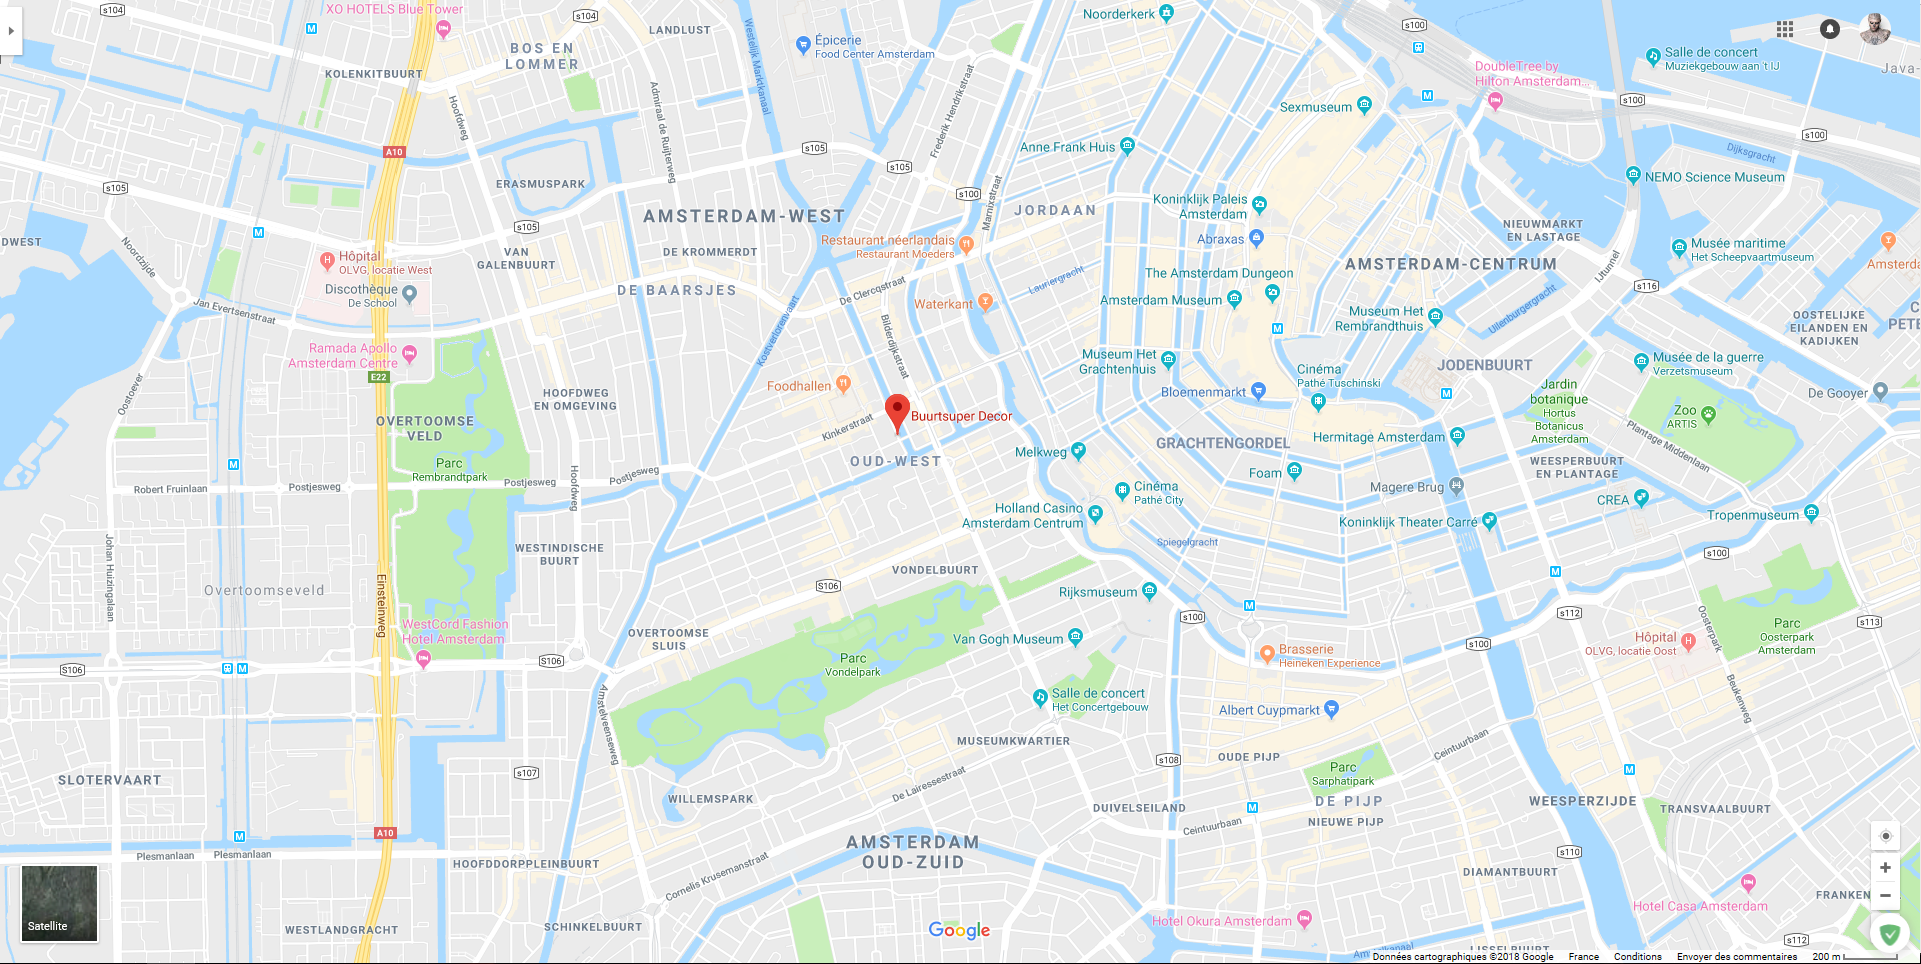 s104
XO HOTELS Blue Tower
s104
LANDLUST
Westelijk Marktkanaal
Noorderkerk
s100
BOS EN
LOMMER
Épicerie
Food Center Amsterdam
Salle de concert
Muziekgebouw aan 't IJ
KOLENKITBUURT
DoubleTree by
Hilton Amsterdam...
Java-
Hoofdweg
Admiraal de Ruijterweg
Frederik Hendrikstraat
Sexmuseum
s100
s100
A10
s105
s105
Anne Frank Huis
Dijksgracht
s105
ERASMUSPARK
s100
Marnixstraat
NEMO Science Museum
AMSTERDAM-WEST
JORDAAN
Koninklijk Paleis
Amsterdam
NIEUWMARKT
EN LASTAGE
s105
DWEST
Noordzijde
M
VAN
GALENBUURT
DE KROMMERDT
Restaurant néerlandais
Restaurant Moeders
Abraxas
Musée maritime
Het Scheepvaartmuseum
Hôpital
OLVG, locatie West
AMSTERDAM-CENTRUM
IJtunnel
Amsterda
Discothèque
De School
DE BAARSJES
De Clercqstraat
Lauriergracht
The Amsterdam Dungeon
s116
Jan Evertsenstraat
Kostverlorenvaart
Bilderdijkstraat
Waterkant
Amsterdam Museum
Museum Het
Rembrandthuis
Uilenburgergracht
OOSTELIJKE
EILANDEN EN
KADIJKEN
C
PETE
Ramada Apollo
Amsterdam Centre
E22
Museum Het
Grachtenhuis
JODENBUURT
Musée de la guerre
Verzetsmuseum
Oostoever
Foodhallen
Bloemenmarkt
Cinéma
Pathé Tuschinski
Jardin
botanique
Hortus
Botanicus
Amsterdam
De Gooyer
HOOFDWEG
EN OMGEVING
Buurtsuper Decor
Zoo
ARTIS
OVERTOOMSE
VELD
Kinkerstraat
GRACHTENGORDEL
Hermitage Amsterdam
Plantage Middenlaan
Parc
Rembrandtpark
OUD-WEST
Melkweg
Foam
WEESPERBUURT
EN PLANTAGE
Robert Fruinlaan
Postjesweg
Postjesweg
Postjesweg
Hoofdweg
Cinéma
Pathé City
Magere Brug
CREA
Holland Casino
Amsterdam Centrum
Koninklijk Theater Carré
Tropenmuseum
Johan Huizingalaan
WESTINDISCHE
BUURT
Spiegelgracht
s100
VONDELBUURT
Overtoomseveld
Einsteinweg
S106
Rijksmuseum
s100
s112
Oosterpark
s113
WestCord Fashion
Hotel Amsterdam
OVERTOOMSE
SLUIS
Van Gogh Museum
s100
Hôpital
OLVG, locatie Oost
Parc
Oosterpark
Amsterdam
S106
S106
Parc
Vondelpark
Brasserie
Heineken Experience
Amstelveenseweg
Salle de concert
Het Concertgebouw
Albert Cuypmarkt
Beukenweg
MUSEUMKWARTIER
Ceintuurbaan
SLOTERVAART
s107
s108
OUDE PIJP
Parc
Sarphatipark
De Lairessestraat
WILLEMSPARK
DUIVELSEILAND
DE PIJP
WEESPERZIJDE
TRANSVAALBUURT
A10
Ceintuurbaan
NIEUWE PIJP
Plesmanlaan
Plesmanlaan
HOOFDDORPPLEINBUURT
AMSTERDAM
OUD-ZUID
s110
DIAMANTBUURT
Cornelis Krusemanstraat
FRANKEN
Hotel Casa Amsterdam
Satellite
WESTLANDGRACHT
SCHINKELBUURT
Google
Hotel Okura Amsterdam
s112
Données cartographiques ©2018 Google
France
Conditions
Envoyer des commentaires
200 m